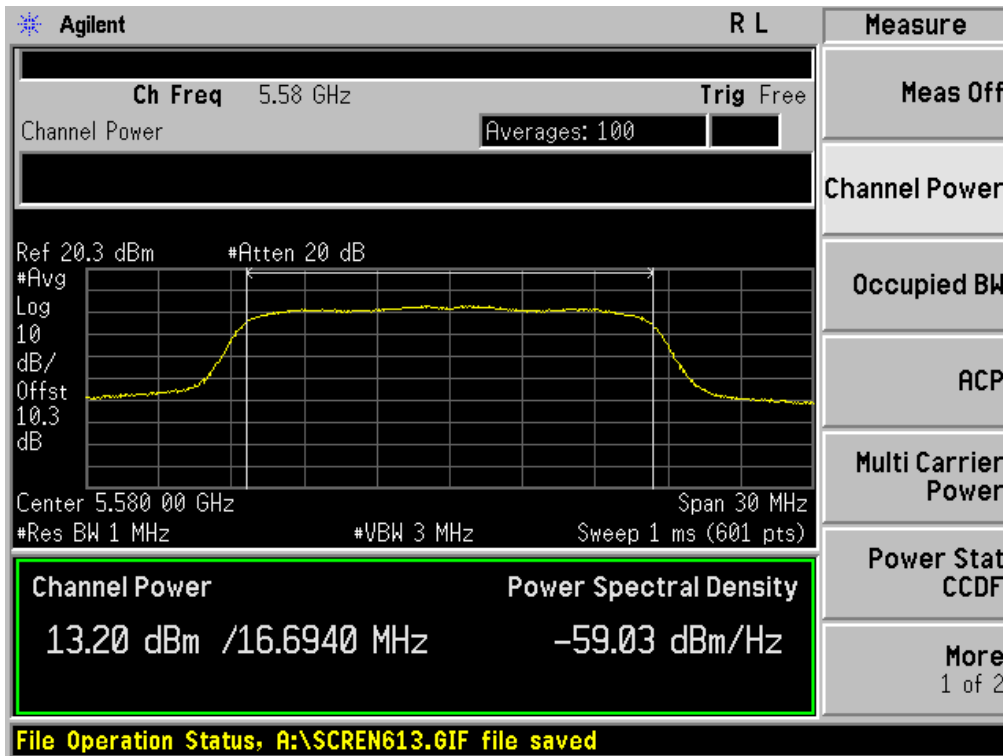 Agilent R L
Ch Freq 5.58 GHz Trig Free
Channel Power Averages: 100
Ref 20.3 dBm #Atten 20 dB
#Avg
Log
10
dB/
Offst
10.3
dB
Center 5.580 00 GHz Span 30 MHz
#Res BW 1 MHz #VBW 3 MHz Sweep 1 ms (601 pts)
Channel Power Power Spectral Density
13.20 dBm /16.6940 MHz -59.03 dBm/Hz
File Operation Status, A:\SCREN613.GIF file saved
Measure
Meas Off
Channel Power
Occupied BW
ACP
Multi Carrier
Power
Power Stat
CCDF
More
1 of 2